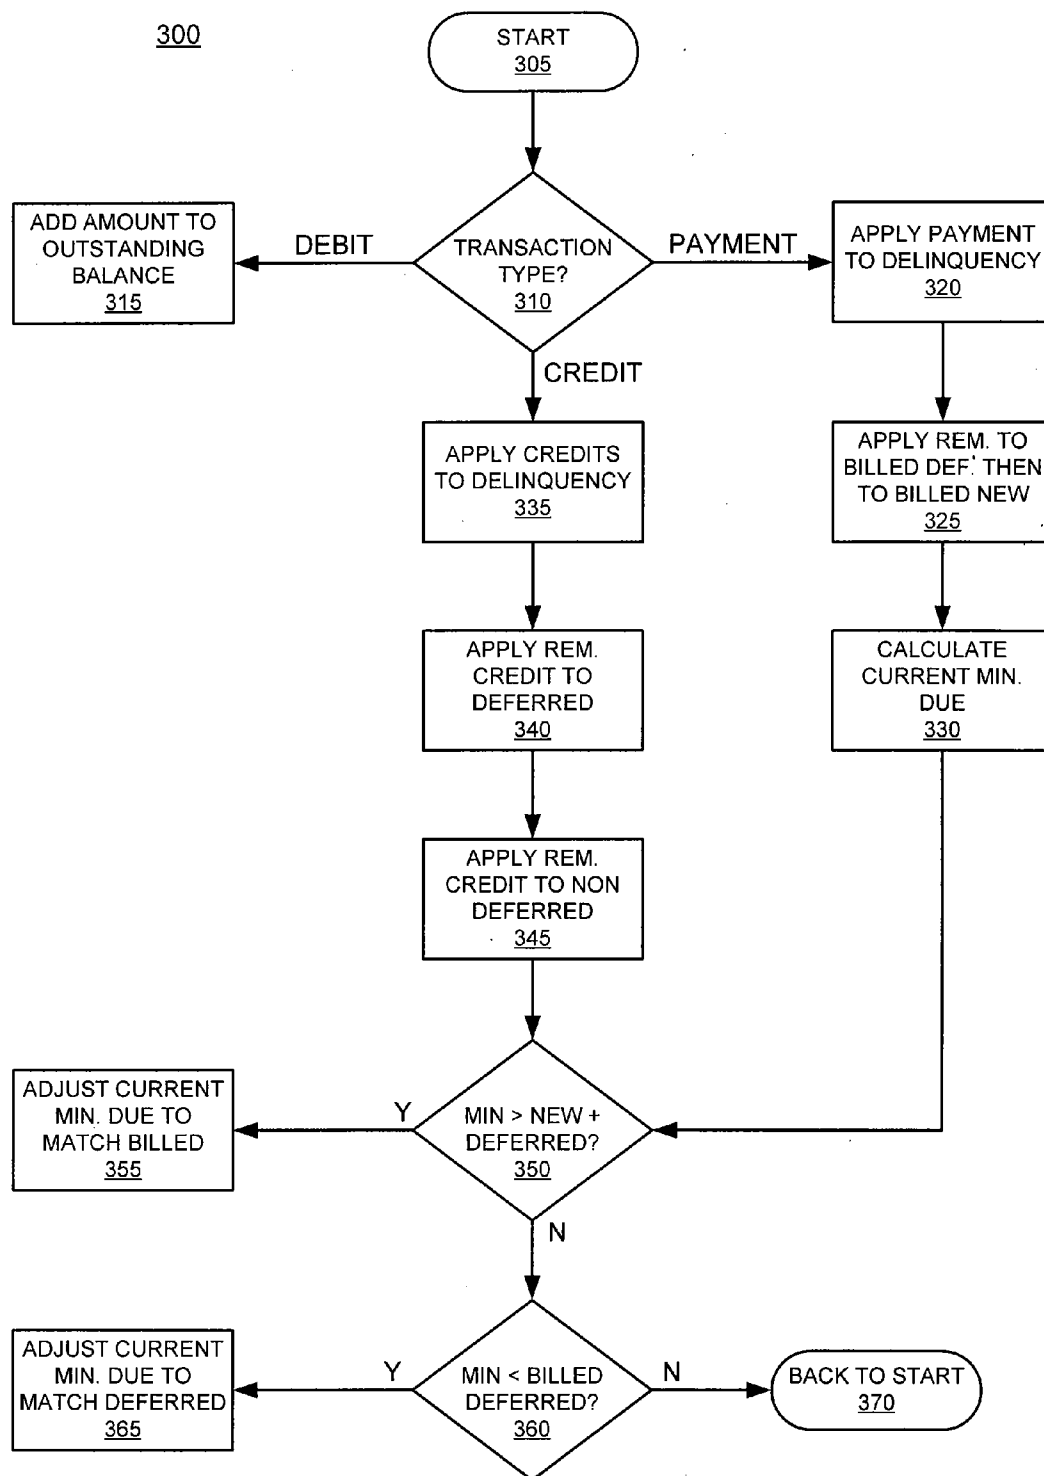 300
START
305
ADD AMOUNT TO
OUTSTANDING
BALANCE
315
DEBIT
TRANSACTION
TYPE?
310
PAYMENT
APPLY PAYMENT
TO DELINQUENCY
320
CREDIT
APPLY CREDITS
TO DELINQUENCY
335
APPLY REM. TO
BILLED DEF. THEN
TO BILLED NEW
325
APPLY REM.
CREDIT TO
DEFERRED
340
CALCULATE
CURRENT MIN.
DUE
330
APPLY REM.
CREDIT TO NON
DEFERRED
345
ADJUST CURRENT
MIN. DUE TO
MATCH BILLED
355
Y
MIN > NEW +
DEFERRED?
350
N
ADJUST CURRENT
MIN. DUE TO
MATCH DEFERRED
365
Y
MIN < BILLED
DEFERRED?
360
N
BACK TO START
370